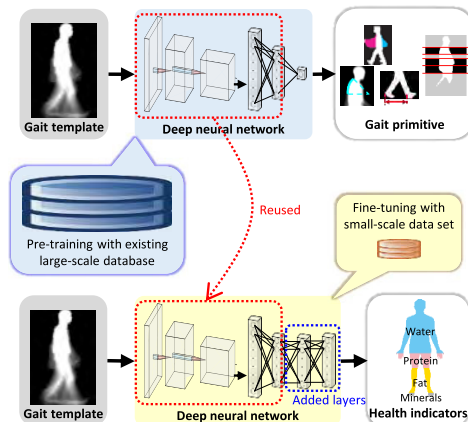 Gait template
Deep neural network
Gait primitive
Pre-training with existing
large-scale database
Reused
Fine-tuning with
small-scale data set
Gait template
Deep neural network
Added layers
Water
Protein
Fat
Minerals
Health indicators